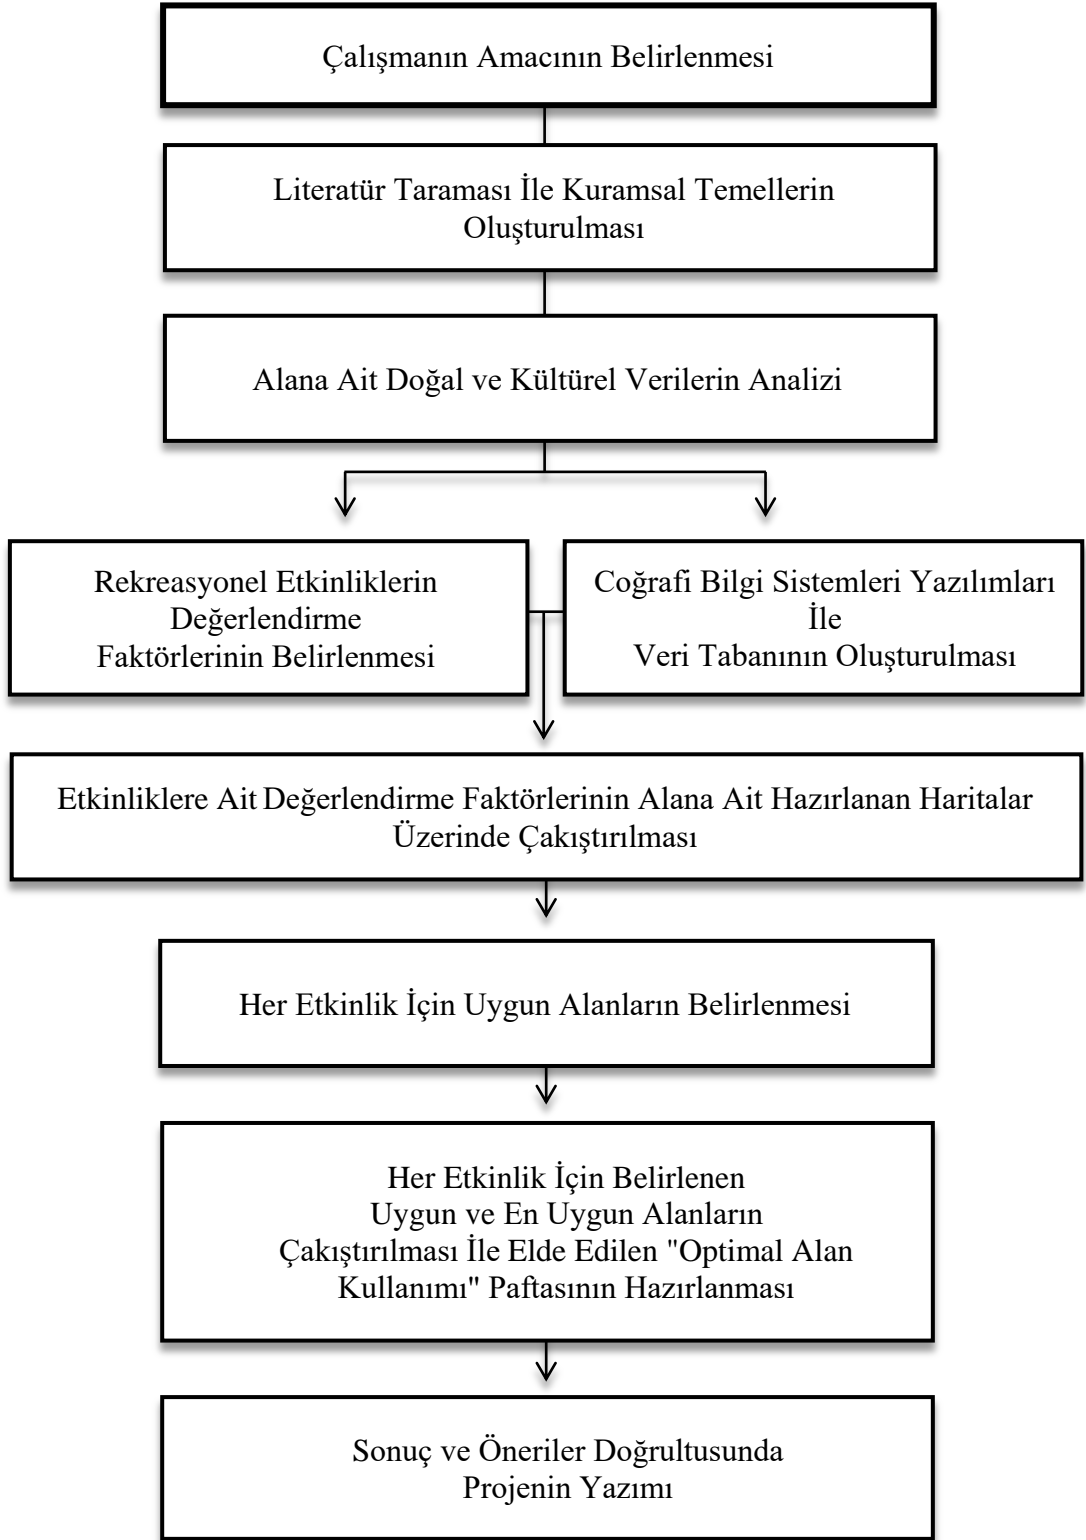 Çalışmanın Amacının Belirlenmesi
Literatür Taraması İle Kuramsal Temellerin
Oluşturulması
Alana Ait Doğal ve Kültürel Verilerin Analizi
Rekreasyonel Etkinliklerin
Değerlendirme
Faktörlerinin Belirlenmesi
Coğrafi Bilgi Sistemleri Yazılımları
İle
Veri Tabanının Oluşturulması
Etkinliklere Ait Değerlendirme Faktörlerinin Alana Ait Hazırlanan Haritalar
Üzerinde Çakıştırılması
Her Etkinlik İçin Uygun Alanların Belirlenmesi
Her Etkinlik İçin Belirlenen
Uygun ve En Uygun Alanların
Çakıştırılması İle Elde Edilen "Optimal Alan
Kullanımı" Paftasının Hazırlanması
Sonuç ve Öneriler Doğrultusunda
Projenin Yazımı